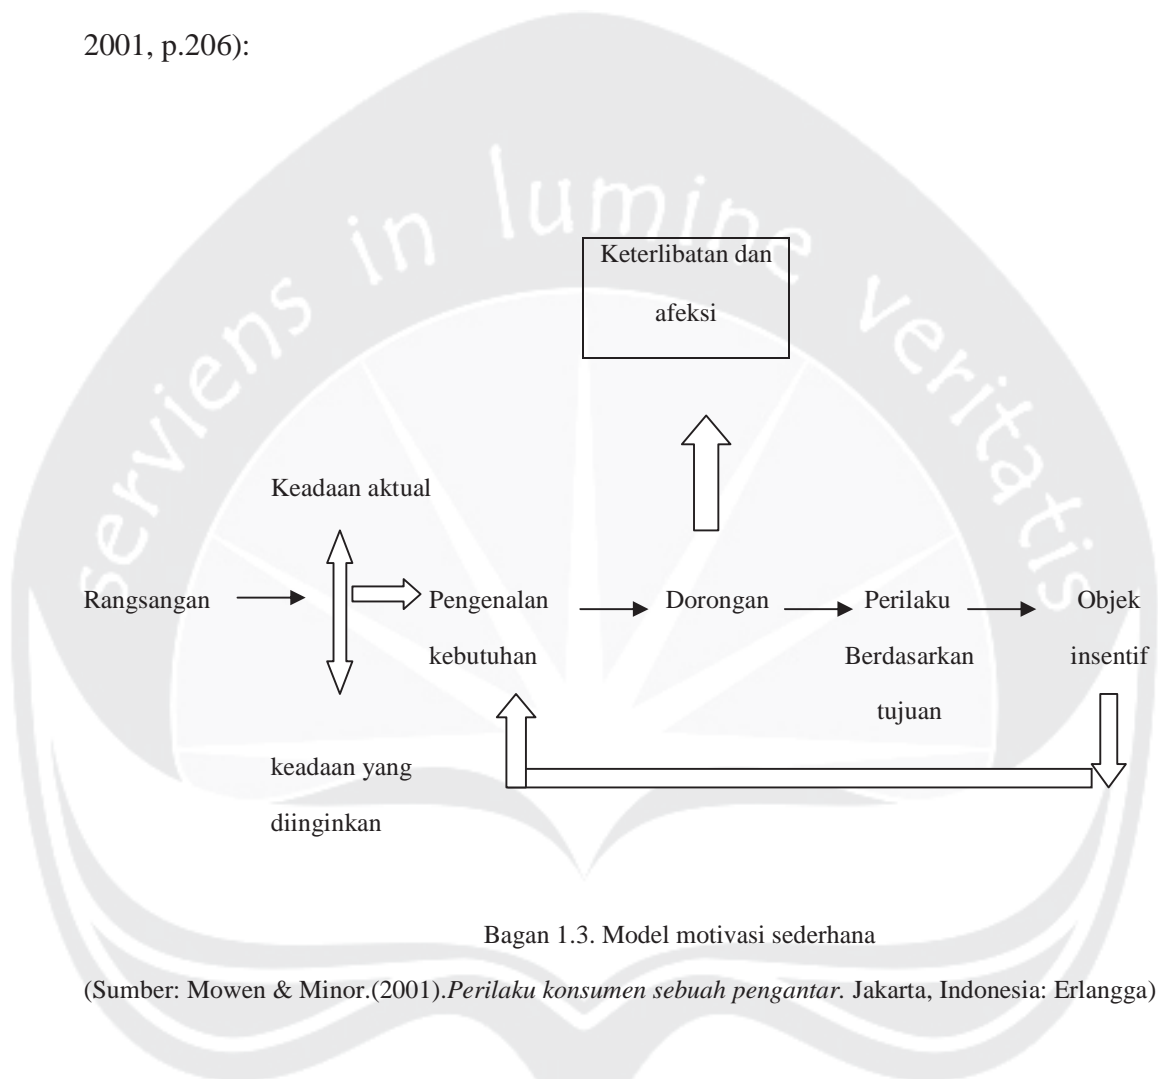 2001, p.206):
serviens in lumine veritatis
Keterlibatan dan
afeksi
Keadaan aktual
Rangsangan
Pengenalan
kebutuhan
Dorongan
Perilaku
Berdasarkan
tujuan
Objek
insentif
keadaan yang
diinginkan
Bagan 1.3. Model motivasi sederhana
(Sumber: Mowen & Minor.(2001).Perilaku konsumen sebuah pengantar. Jakarta, Indonesia: Erlangga)